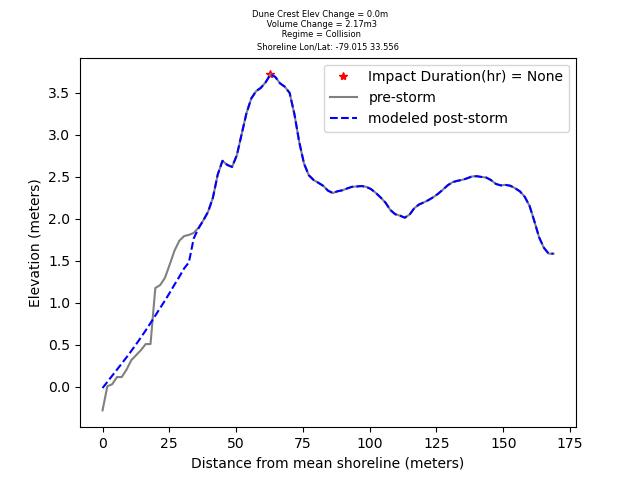 Dune Crest Elev Change = 0.0m
Volume Change = 2.17m3
Regime = Collision
Shoreline Lon/Lat: -79.015 33.556
Impact Duration(hr) = None
pre-storm
modeled post-storm
Elevation (meters)
3.5
3.0
2.5
2.0
1.5
1.0
0.5
0.0
0 25 50 75 100 125 150 175
Distance from mean shoreline (meters)